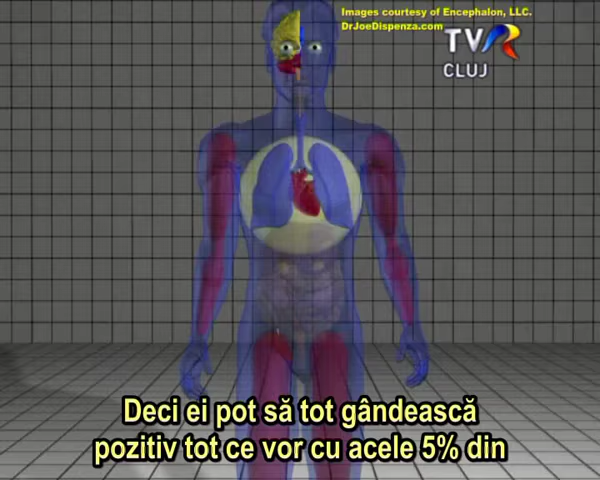 Images courtesy of Encephalon, LLC.
DrJoeDispenza.com
TVR
CLUJ
Deci ei pot să tot gândească
pozitiv tot ce vor cu acele 5% din